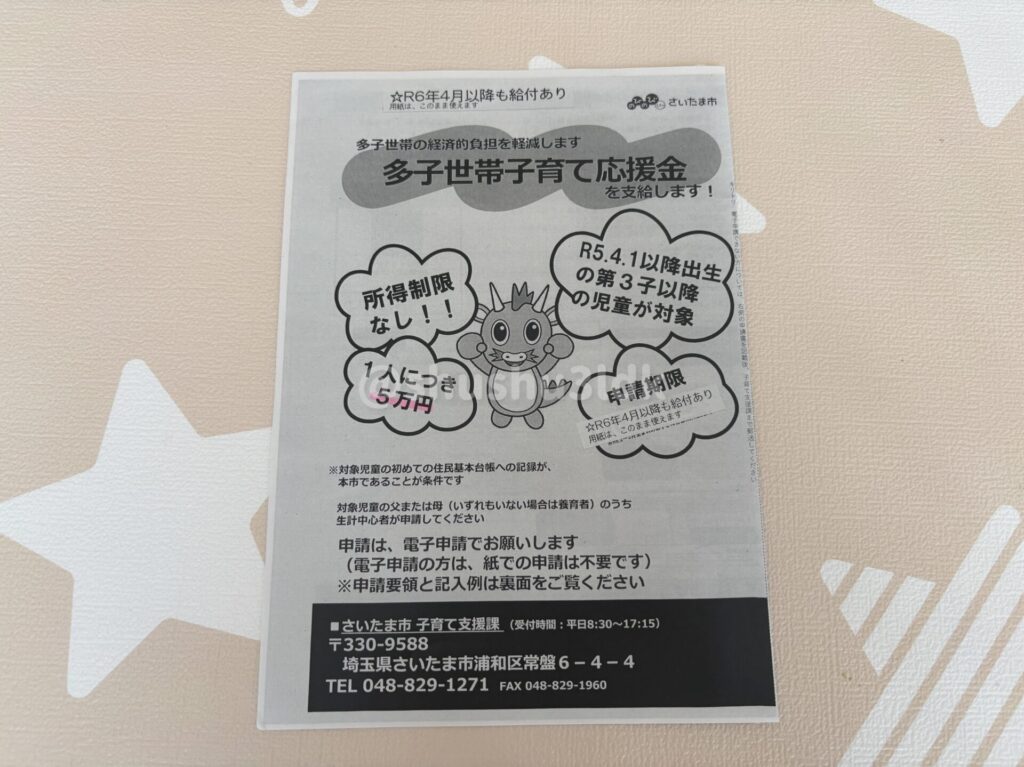 ☆R6年4月以降も給付あり
用紙は、このまま使えます
さいたま市
多子世帯の経済的負担を軽減します
多子世帯子育て応援金
を支給します！
所得制限
なし！！
R5.4.1以降出生
の第３子以降
の児童が対象
１人につき
５万円
申請期限
☆R6年4月以降も給付あり
用紙は、このまま使えます
※対象児童の初めての住民基本台帳への記録が、
本市であることが条件です
対象児童の父または母（いずれもいない場合は養育者）のうち
生計中心者が申請してください
申請は、電子申請でお願いします
（電子申請の方は、紙での申請は不要です）
※申請要領と記入例は裏面をご覧ください
■さいたま市 子育て支援課（受付時間：平日8:30～17:15）
〒330-9588
埼玉県さいたま市浦和区常盤６－４－４
TEL 048-829-1271 FAX 048-829-1960